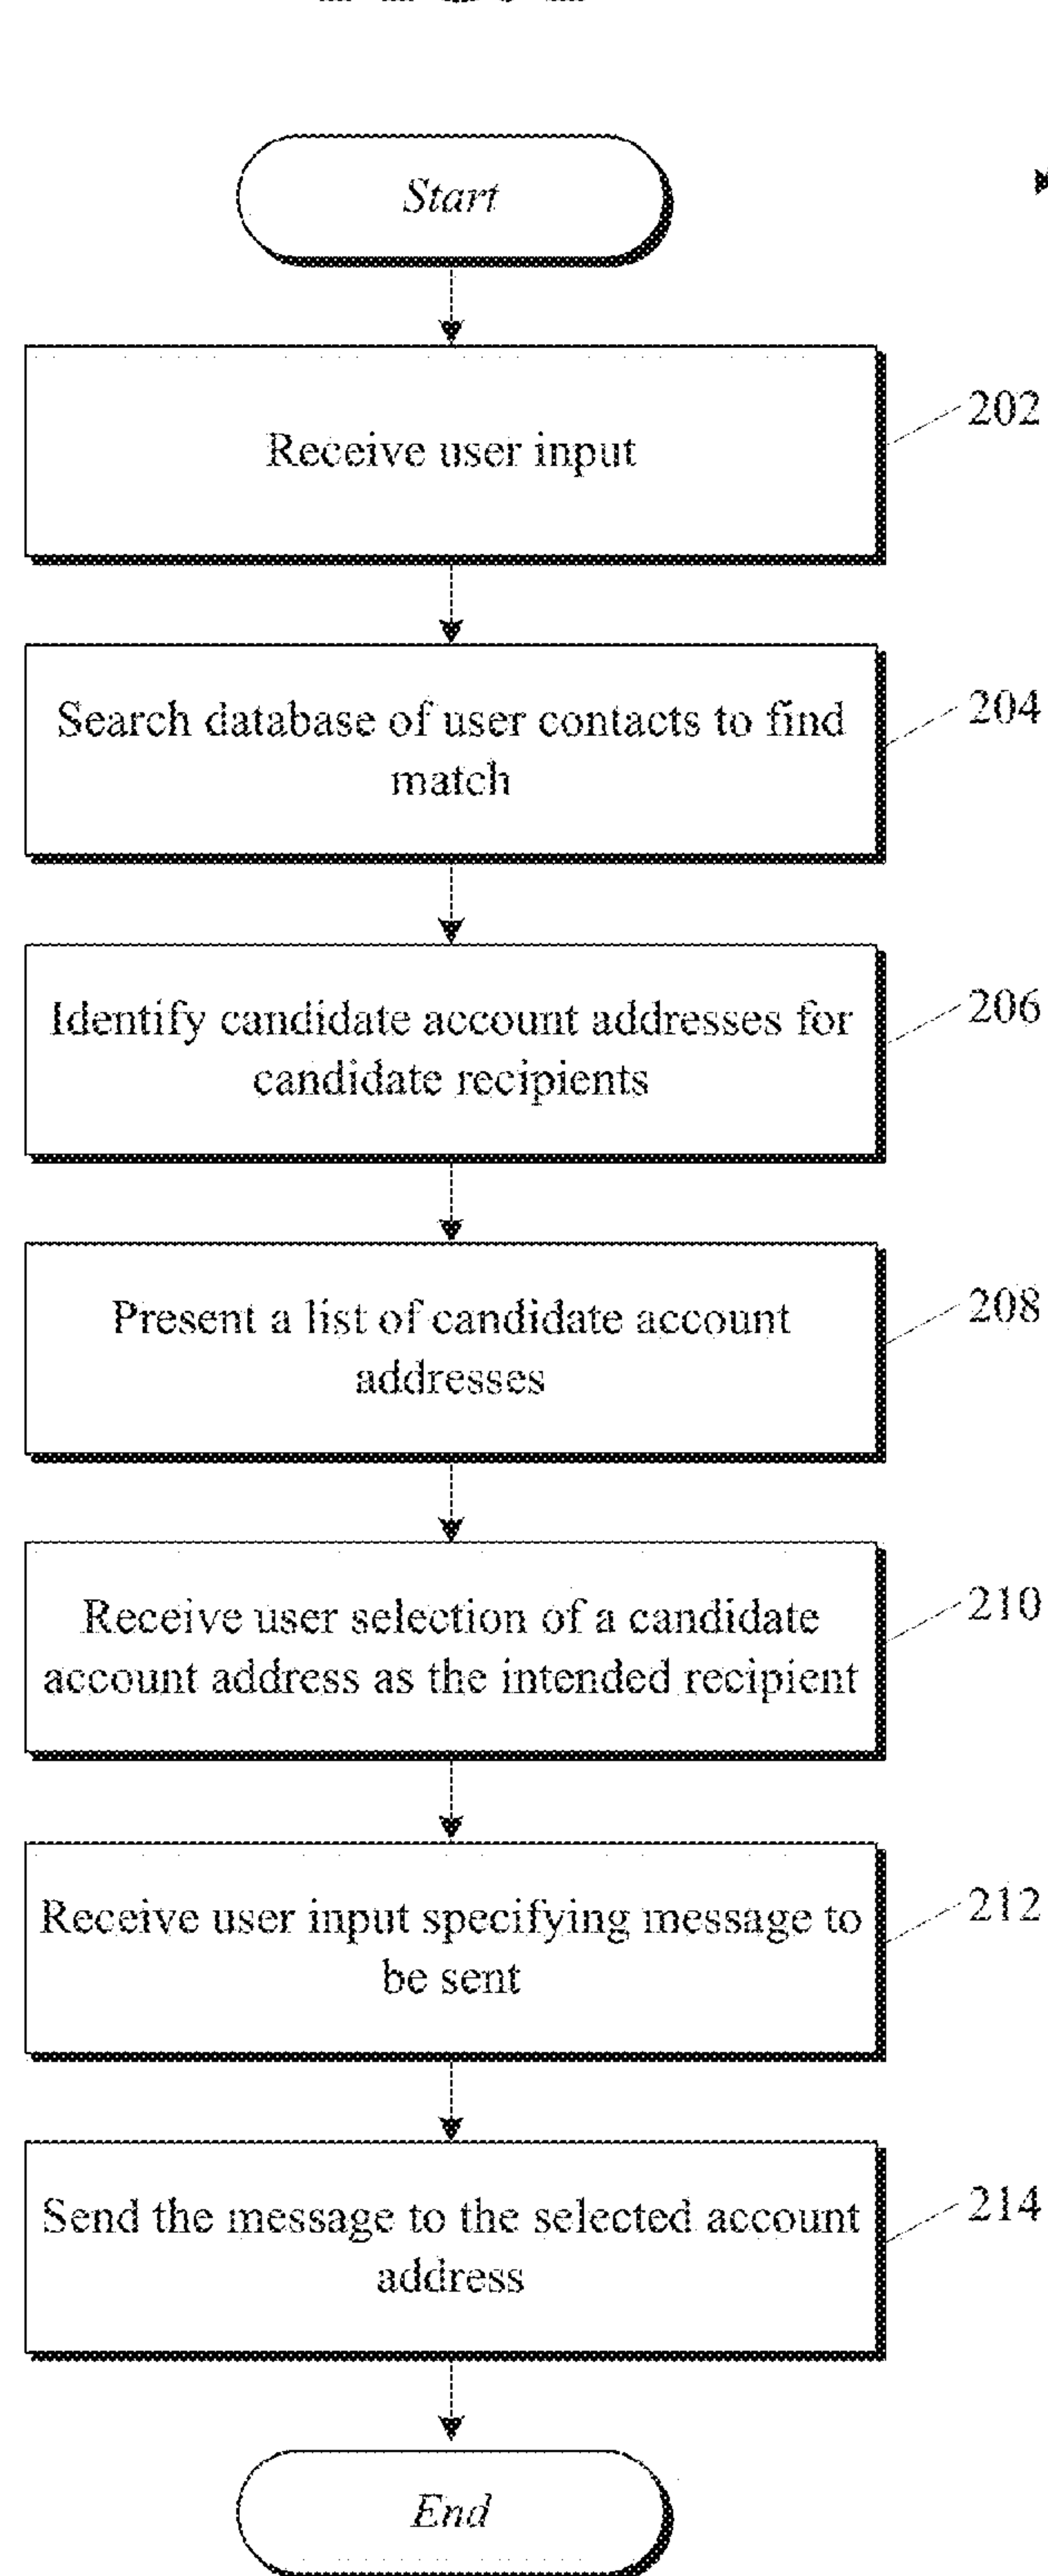 Start
Receive user input
202
Search database of user contacts to find
match
204
Identify candidate account addresses for
candidate recipients
206
Present a list of candidate account
addresses
208
Receive user selection of a candidate
account address as the intended recipient
210
Receive user input specifying message to
be sent
212
Send the message to the selected account
address
214
End